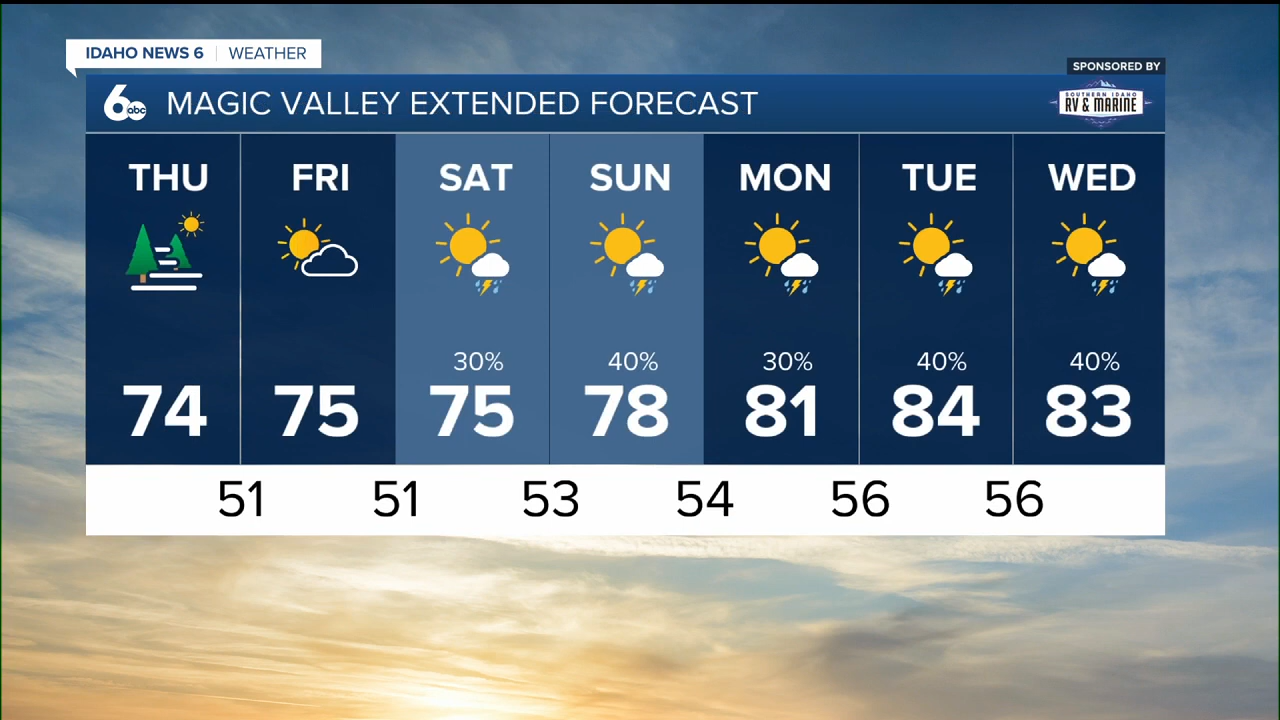 IDAHO NEWS 6 | WEATHER
SPONSORED BY
6 abc MAGIC VALLEY EXTENDED FORECAST
SOUTHERN IDAHO
RV & MARINE
THU FRI SAT SUN MON TUE WED
30% 40% 30% 40% 40%
74 75 75 78 81 84 83
51 51 53 54 56 56